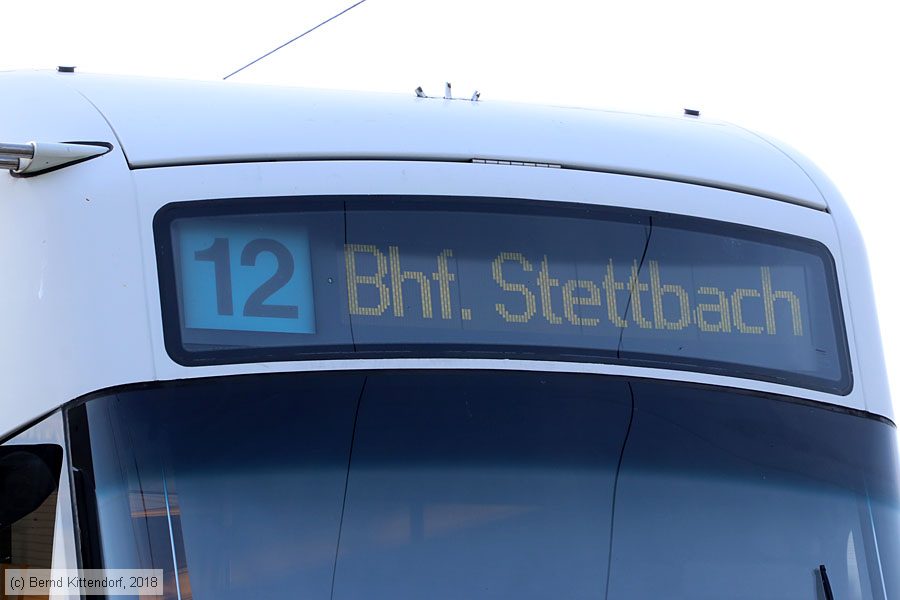 12 Bhf. Stettbach
(c) Bernd Kittendorf, 2018